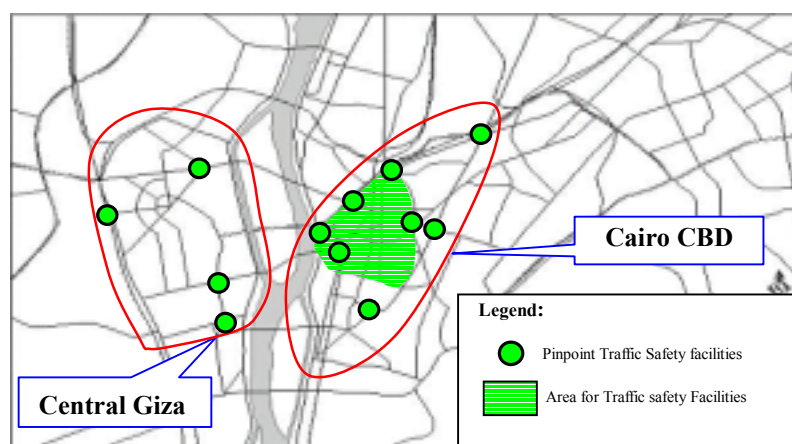 Cairo CBD
Central Giza
Legend:
Pinpoint Traffic Safety facilities
Area for Traffic safety Facilities